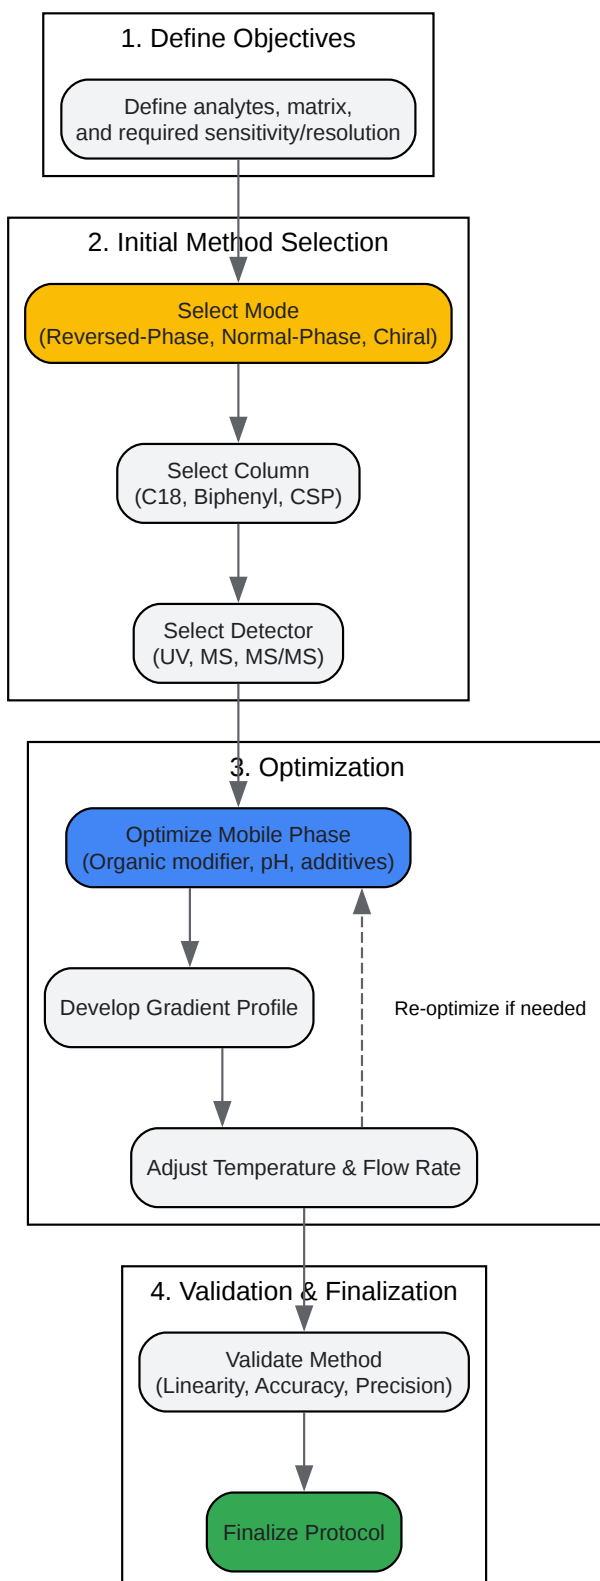 1. Define Objectives
Define analytes, matrix,
and required sensitivity/resolution
2. Initial Method Selection
Select Mode
(Reversed-Phase, Normal-Phase, Chiral)
Select Column
(C18, Biphenyl, CSP)
Select Detector
(UV, MS, MS/MS)
3. Optimization
Optimize Mobile Phase
(Organic modifier, pH, additives)
Develop Gradient Profile
Re-optimize if needed
Adjust Temperature & Flow Rate
4. Validation & Finalization
Validate Method
(Linearity, Accuracy, Precision)
Finalize Protocol